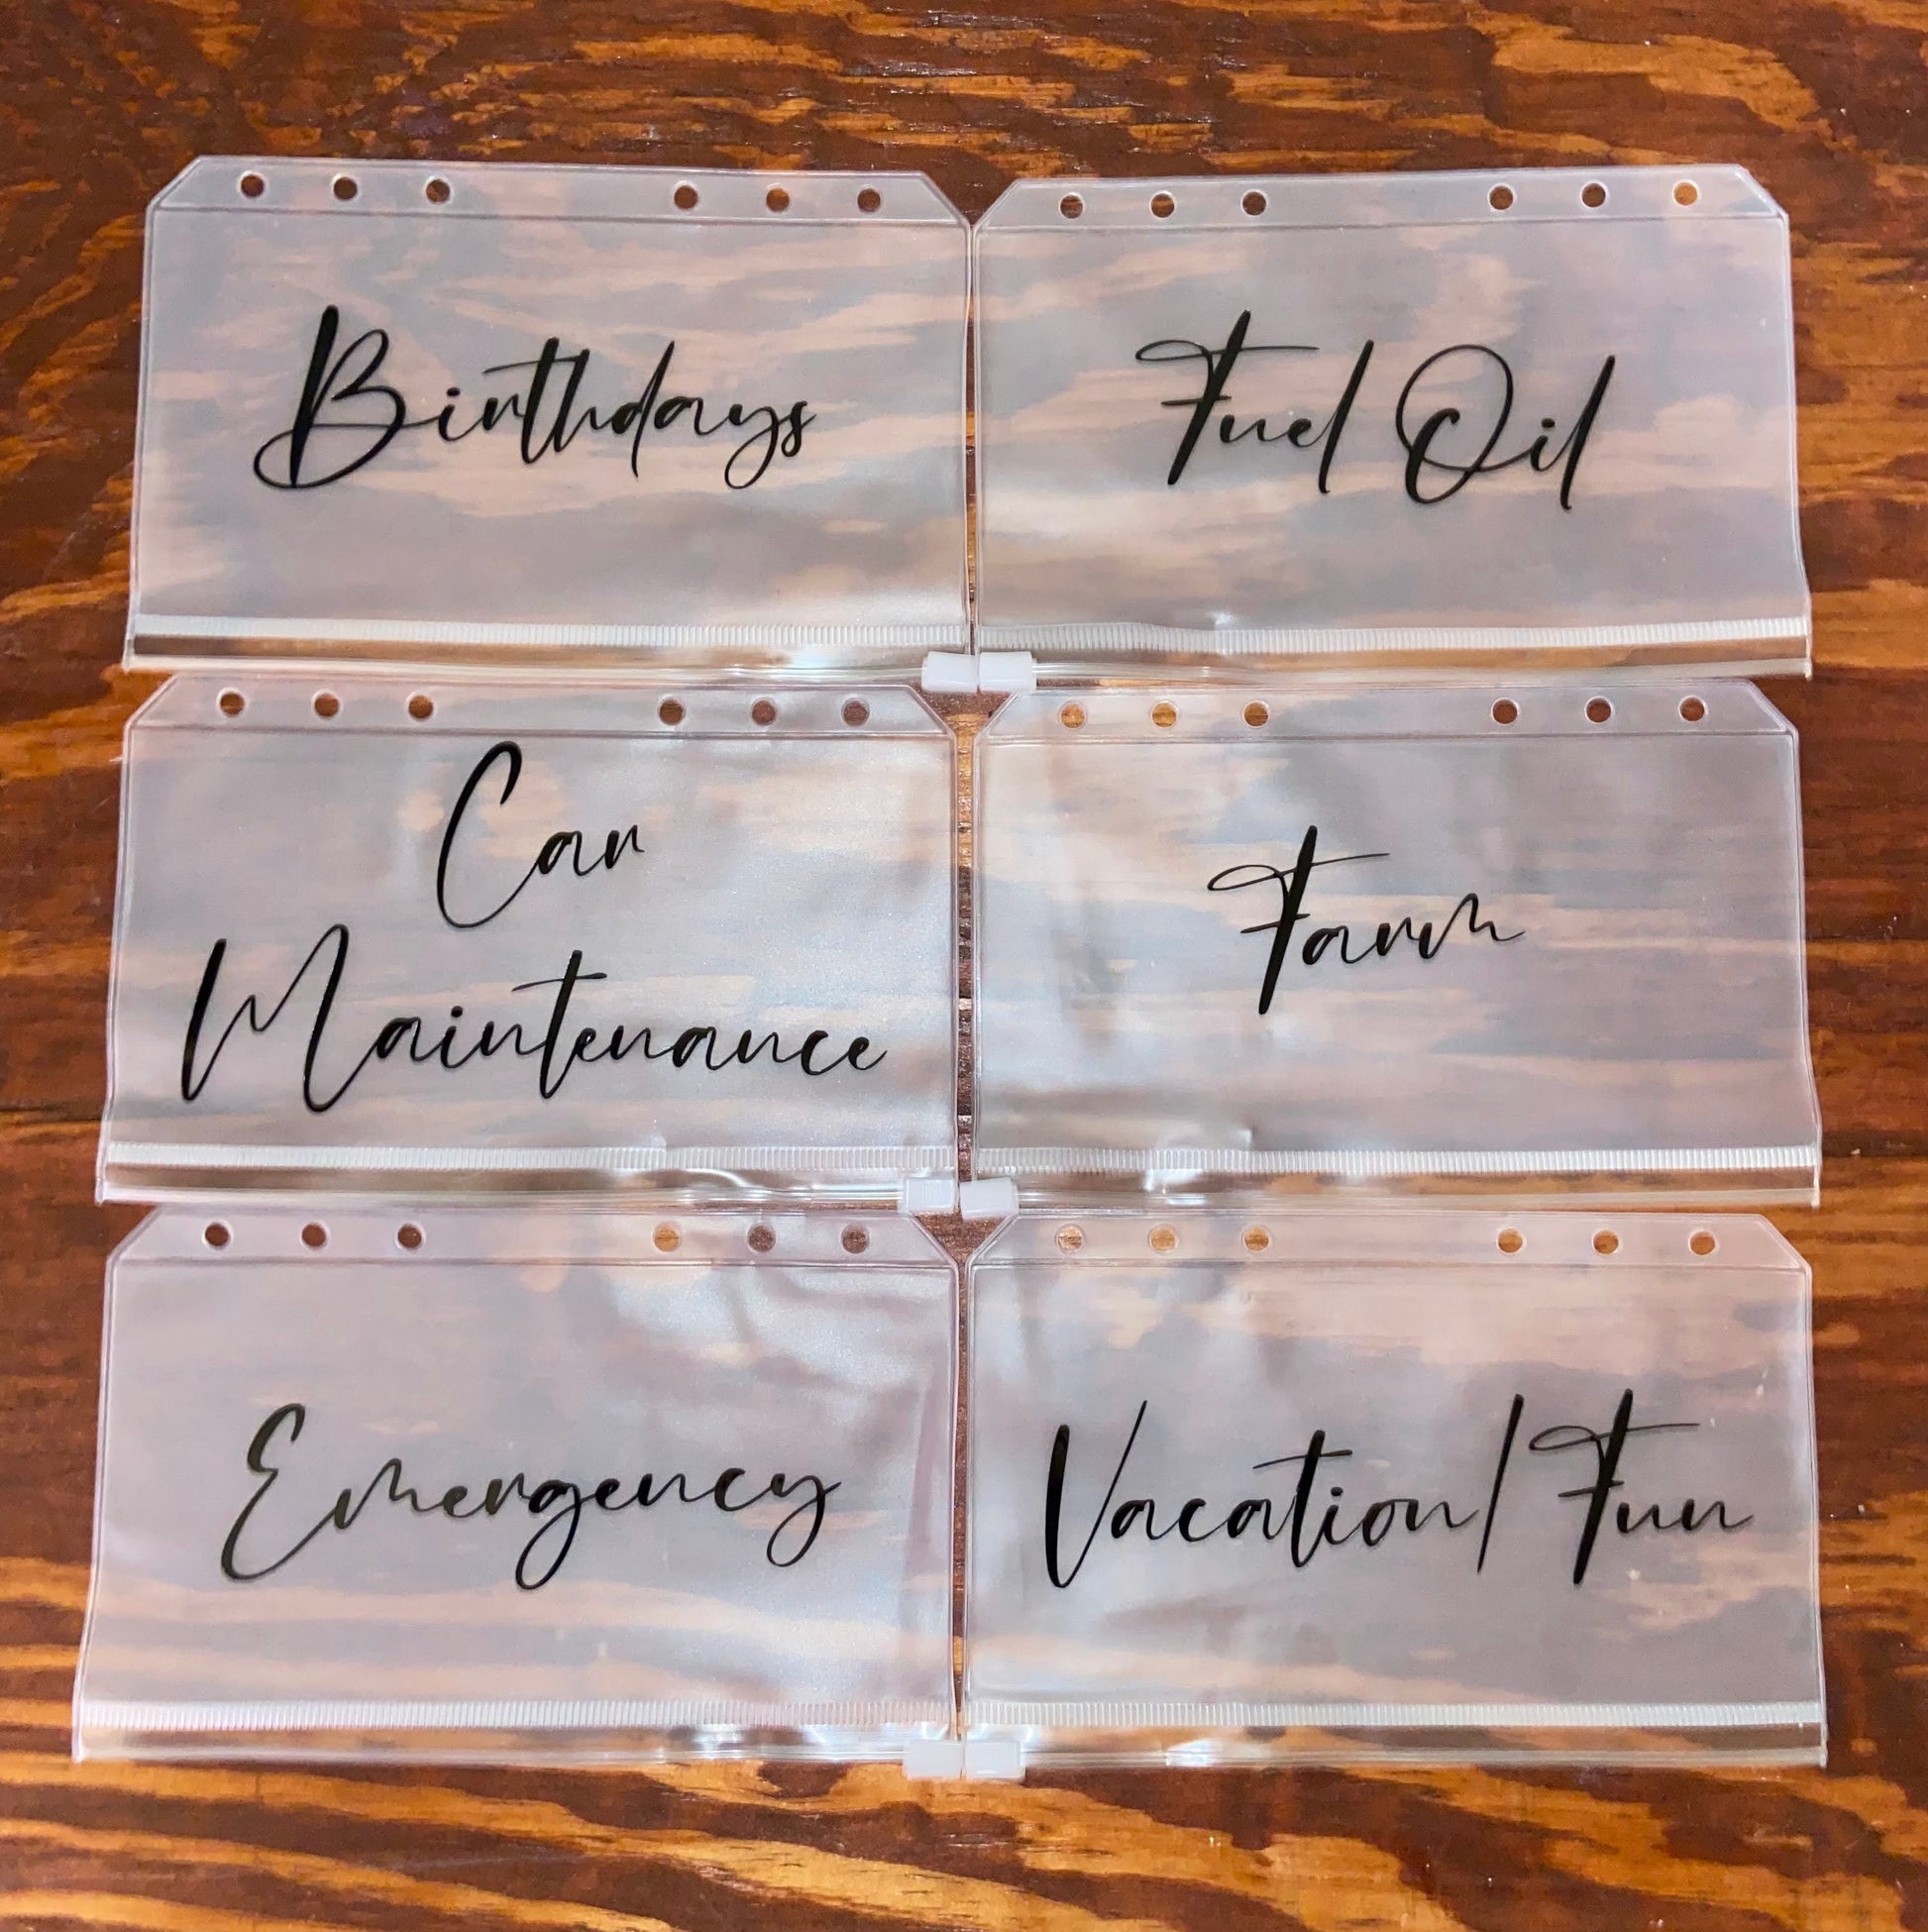 Birthdays
Fuel Oil
Car
Maintenance
Farm
Emergency
Vacation/Fun